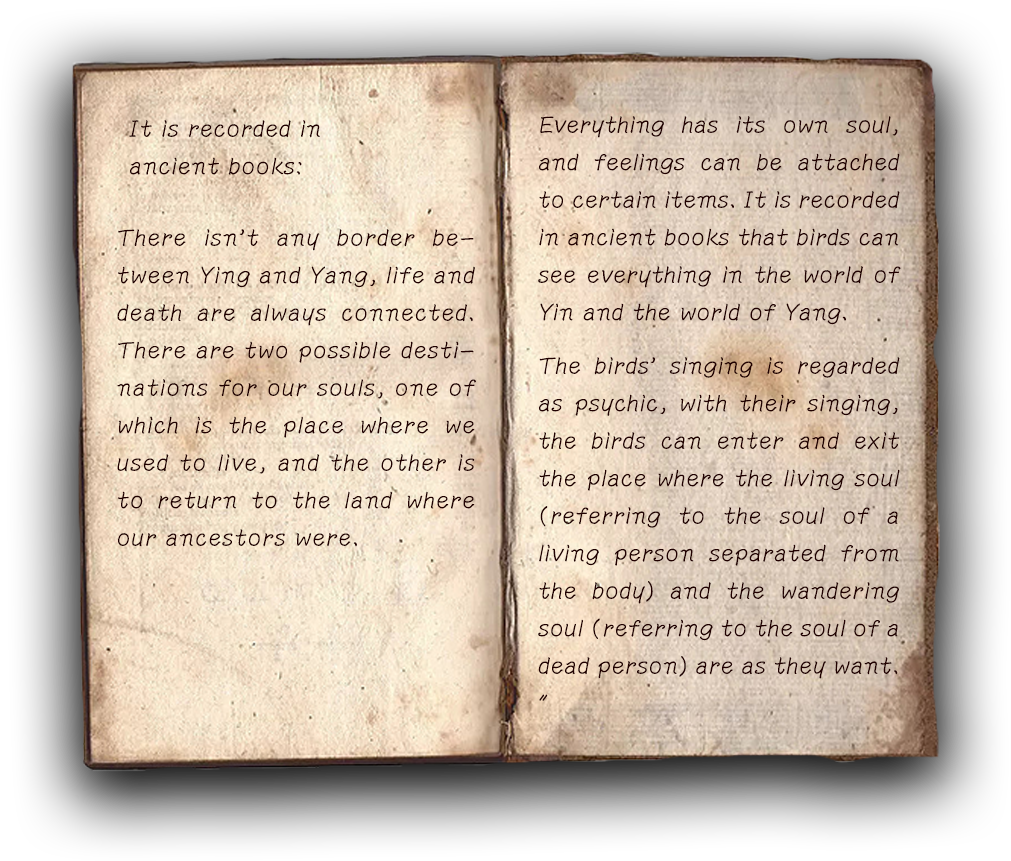 It is recorded in
ancient books:
There isn't any border be-
tween Ying and Yang, life and
death are always connected.
There are two possible desti-
nations for our souls, one of
which is the place where we
used to live, and the other is
to return to the land where
our ancestors were.
Everything has its own soul,
and feelings can be attached
to certain items. It is recorded
in ancient books that birds can
see everything in the world of
Yin and the world of Yang.
The birds' singing is regarded
as psychic, with their singing,
the birds can enter and exit
the place where the living soul
(referring to the soul of a
living person separated from
the body) and the wandering
soul (referring to the soul of a
dead person) are as they want.
"